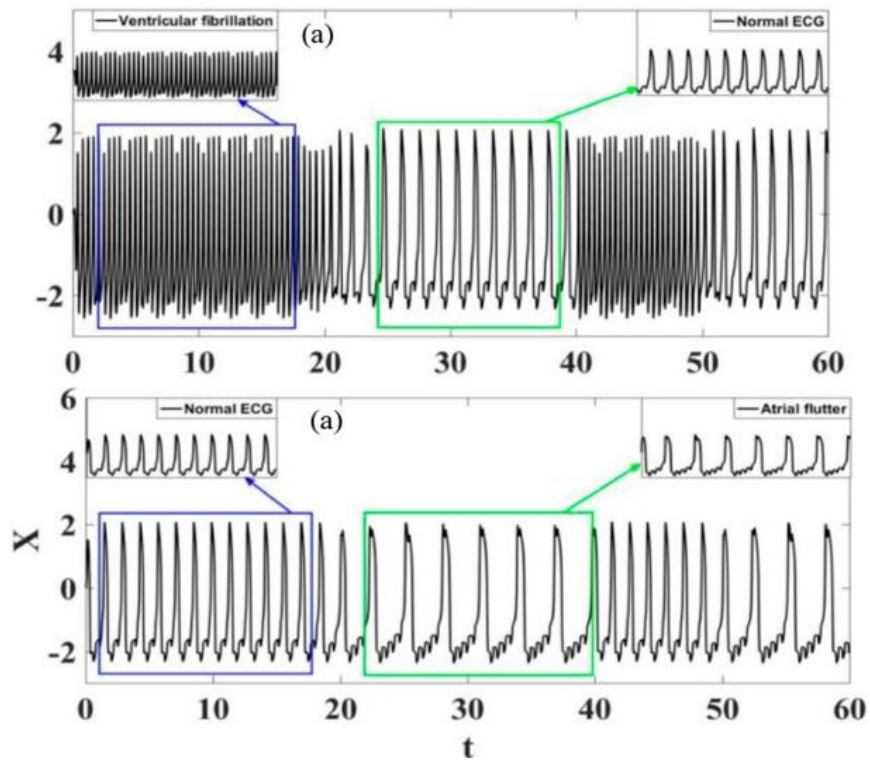 Ventricular fibrillation
(a)
Normal ECG
4
2
0
-2
0 10 20 30 40 50 60
Normal ECG
(a)
Atrial flutter
6
4
2
0
-2
X
0 10 20 30 40 50 60
t